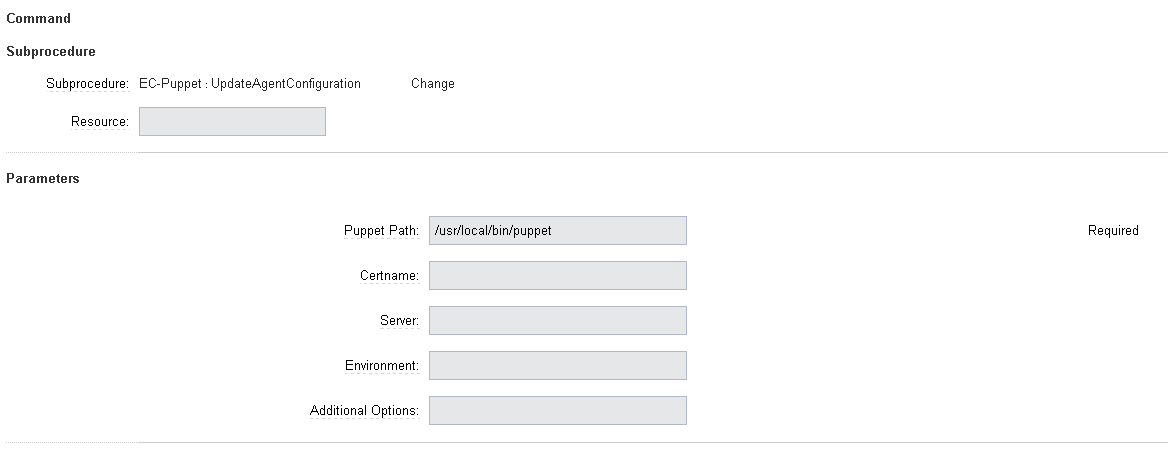 Command
Subprocedure
Subprocedure: EC-Puppet : UpdateAgentConfiguration Change
Resource:
Parameters
Puppet Path: /usr/local/bin/puppet Required
Certname:
Server:
Environment:
Additional Options: